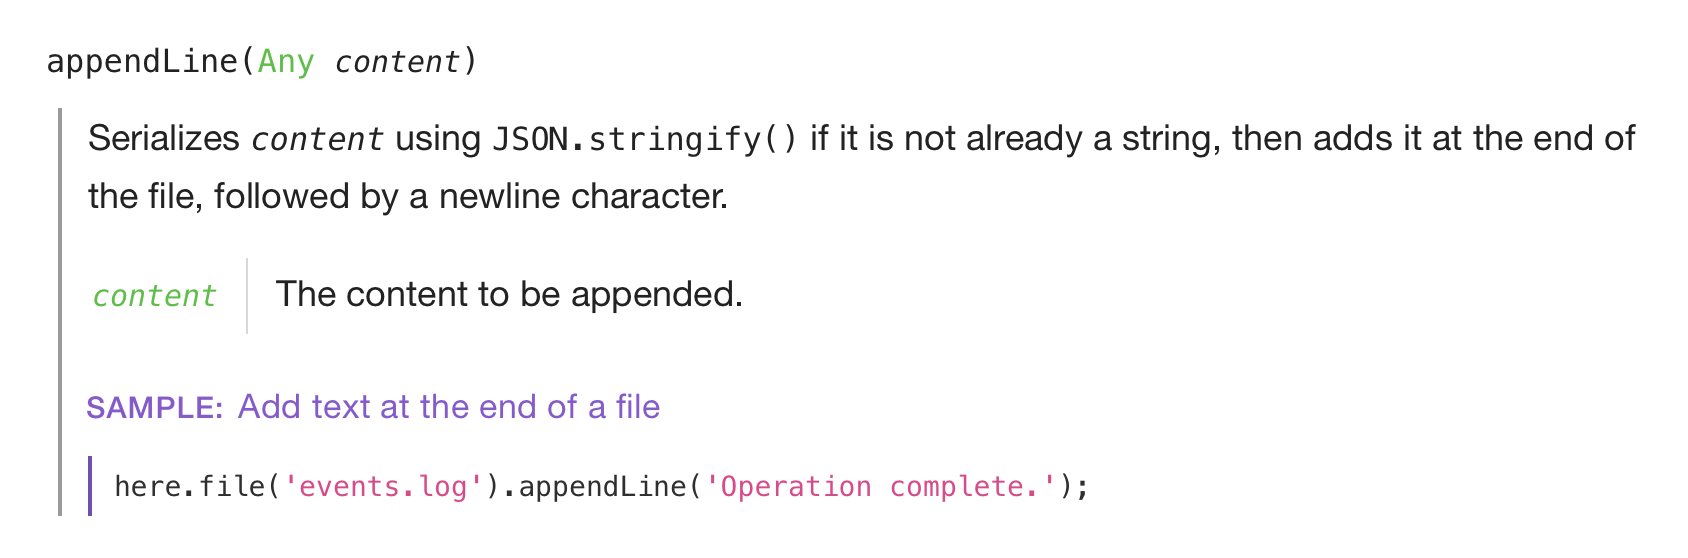 appendLine(Any content)
Serializes content using JSON.stringify() if it is not already a string, then adds it at the end of
the file, followed by a newline character.
content The content to be appended.
SAMPLE: Add text at the end of a file
here.file('events.log').appendLine('Operation complete.');